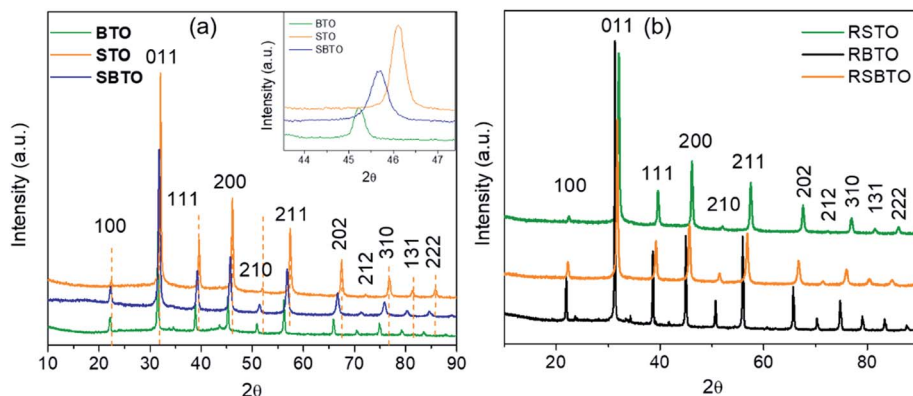 (a)
BTO
STO
SBTO
Intensity (a.u.)
2θ
10 20 30 40 50 60 70 80 90
100
011
111
200
210
211
202
212
310
131
222
BTO
STO
SBTO
Intensity (a.u.)
2θ
44 45 46 47
(b)
RSTO
RBTO
RSBTO
Intensity (a.u.)
2θ
20 40 60 80
100
011
111
200
210
211
202
212
310
131
222